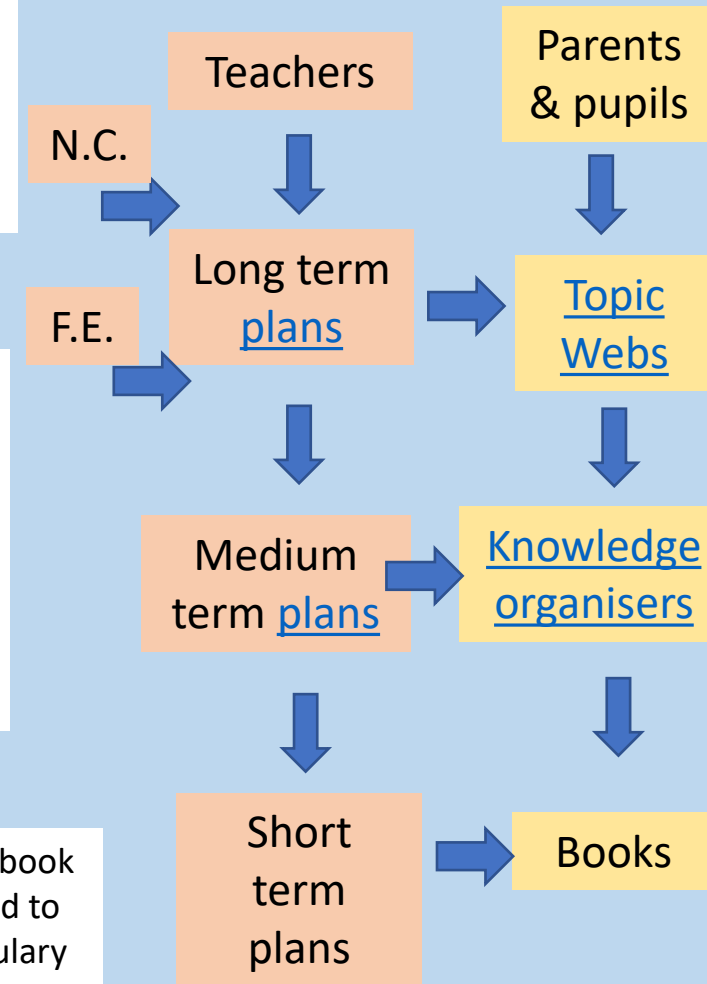 Teachers
Parents
& pupils
N.C.
Long term
plans
Topic
Webs
F.E.
Medium
term plans
Knowledge
organisers
Short
term
plans
Books
book
d to
ulary